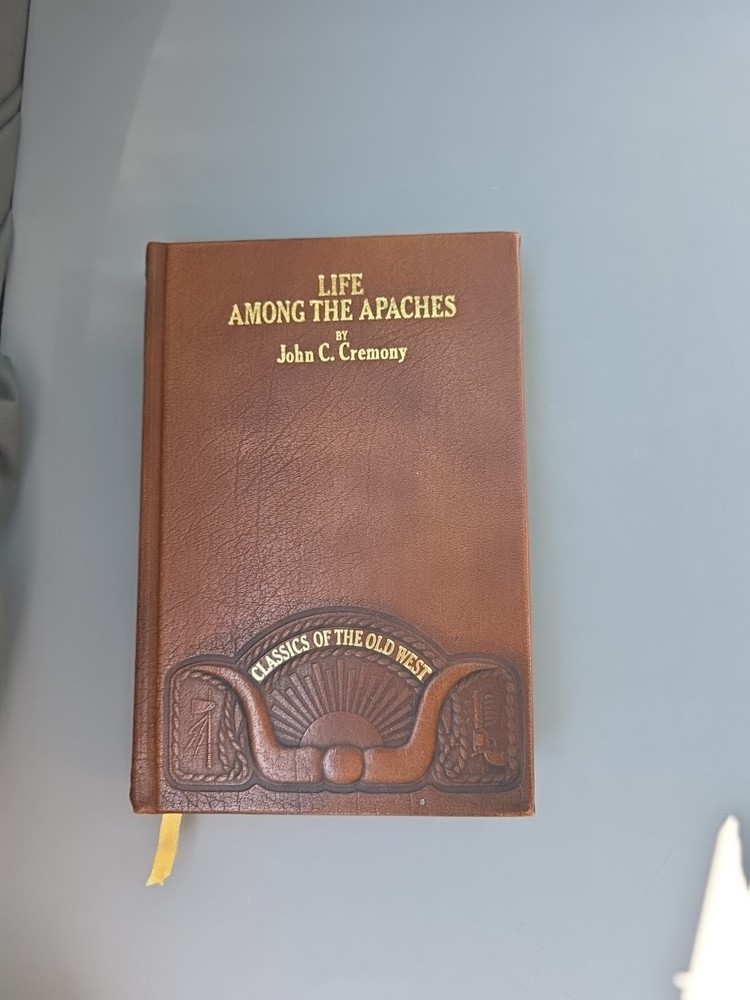 LIFE
AMONG THE APACHES
BY
John C. Cremony
CLASSICS OF THE OLD WEST